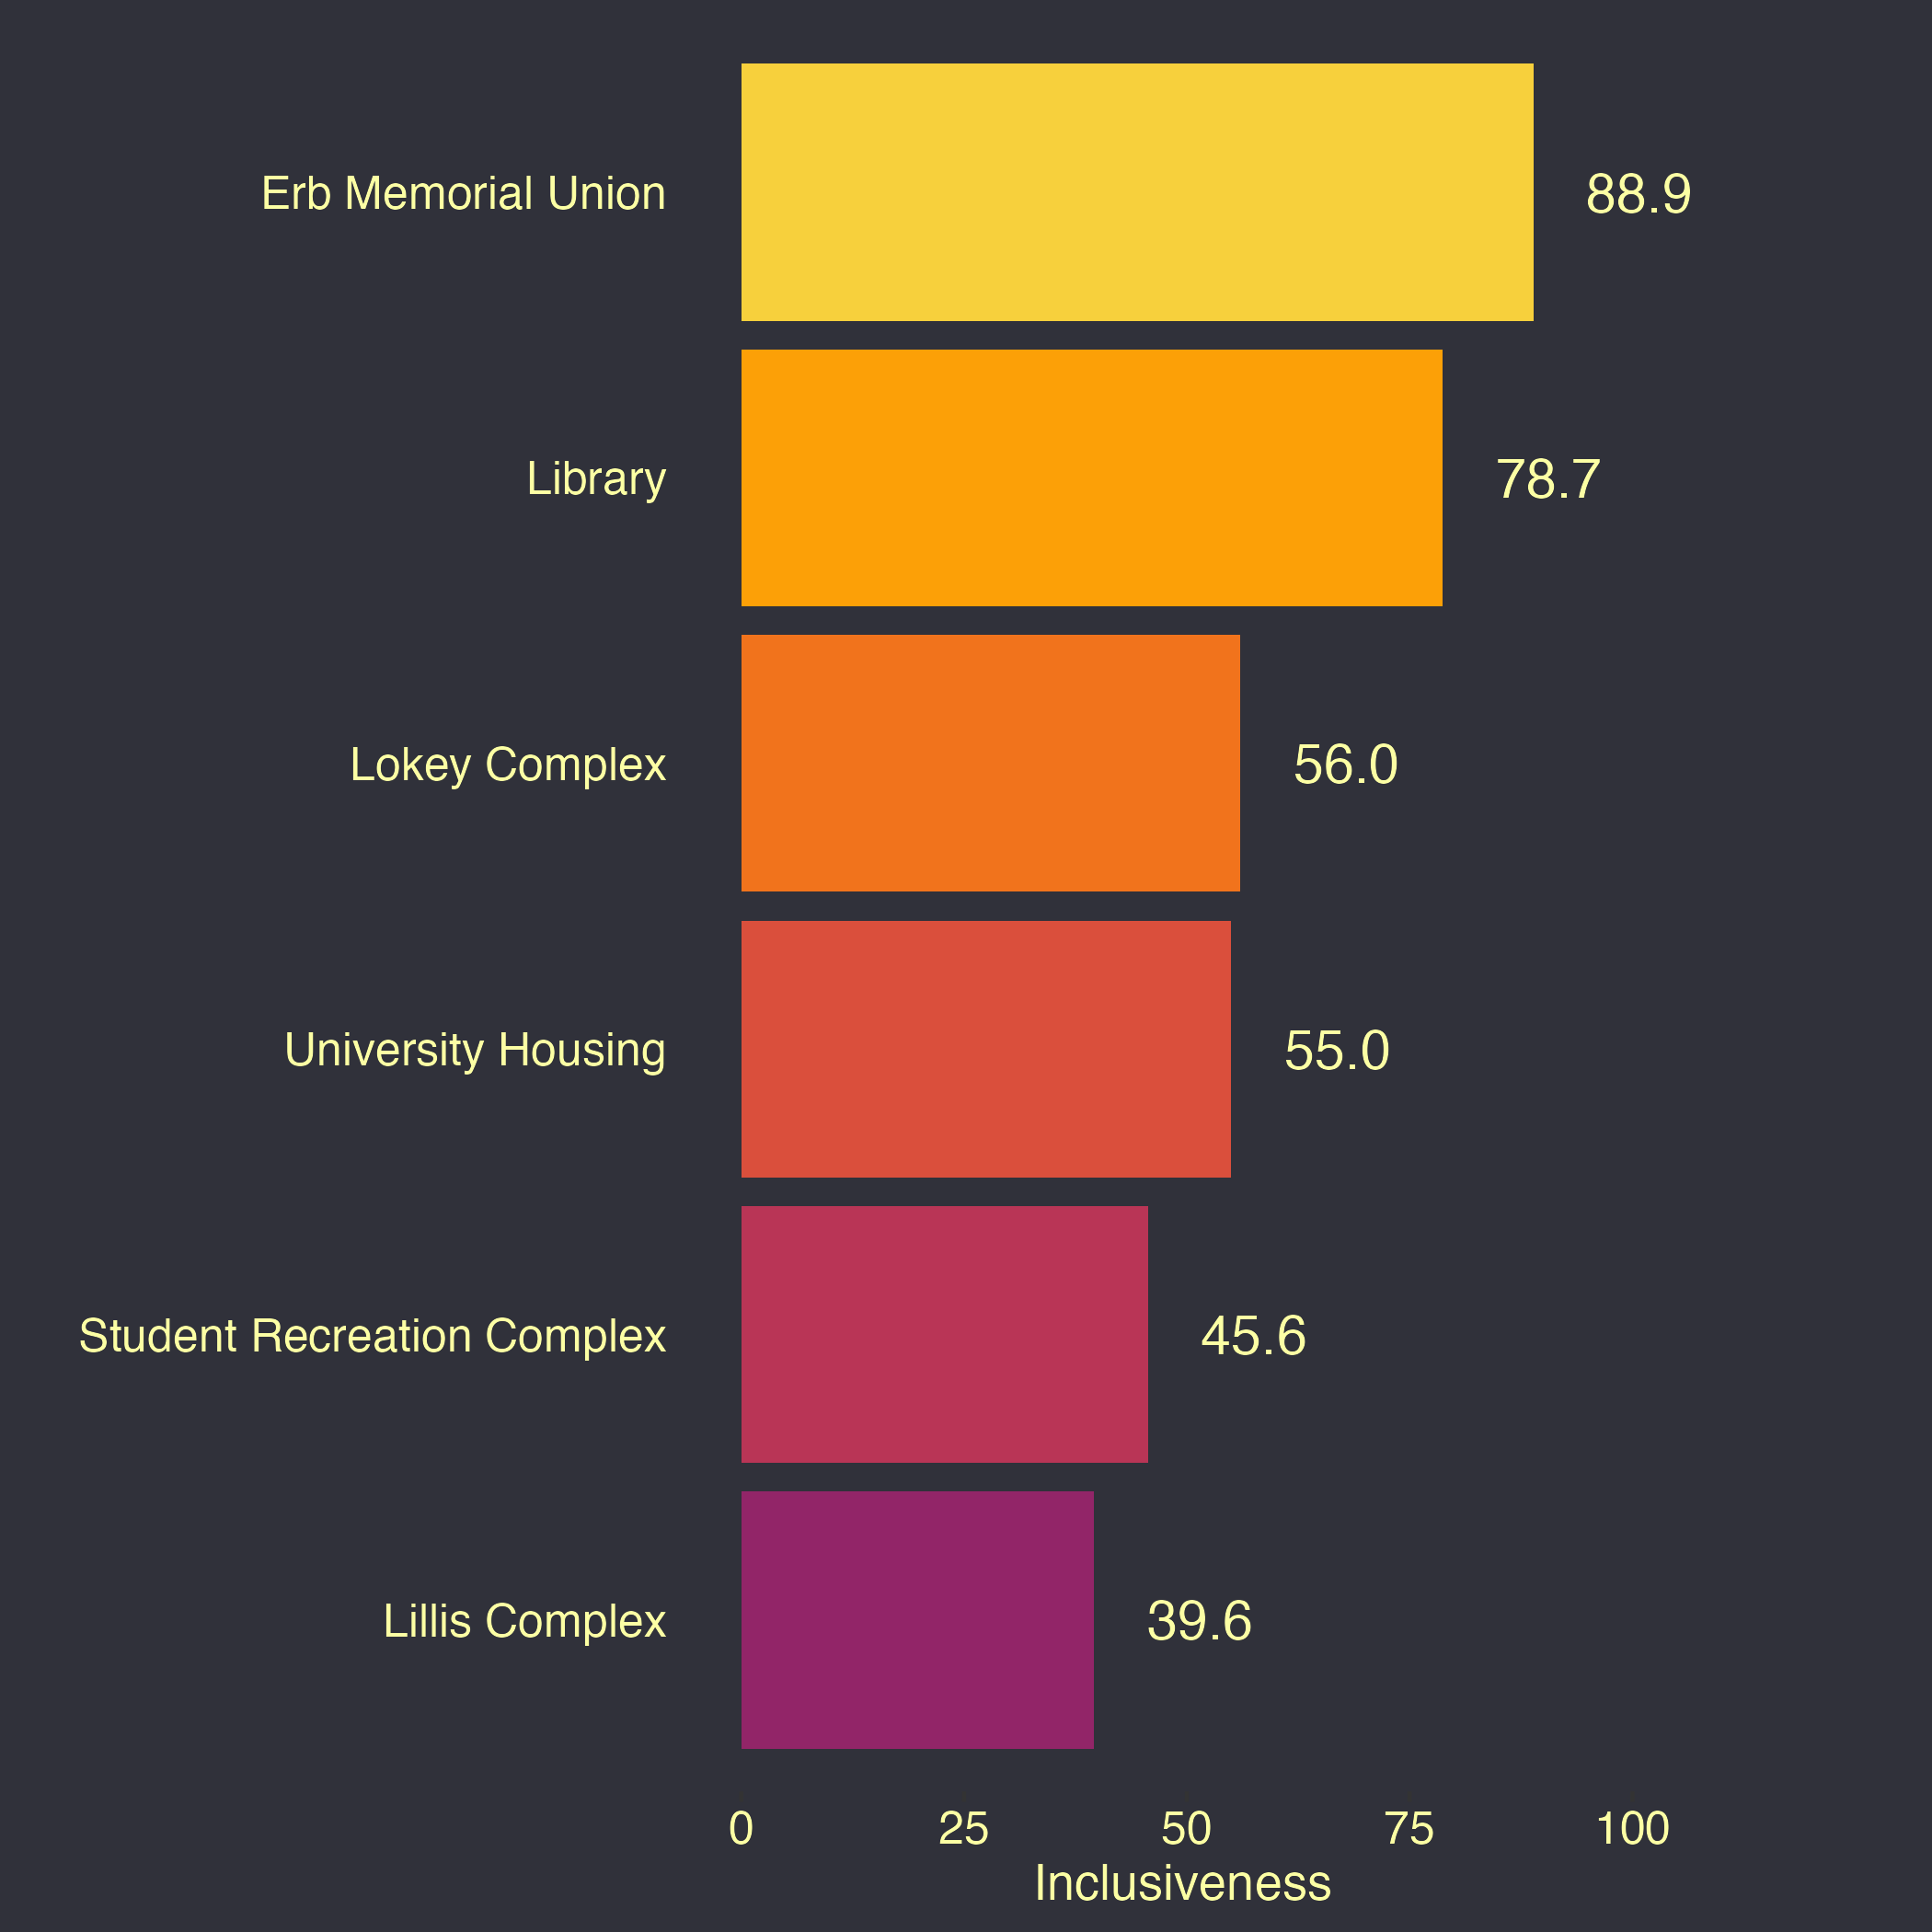 Erb Memorial Union 88.9
Library 78.7
Lokey Complex 56.0
University Housing 55.0
Student Recreation Complex 45.6
Lillis Complex 39.6
0 25 50 75 100
Inclusiveness